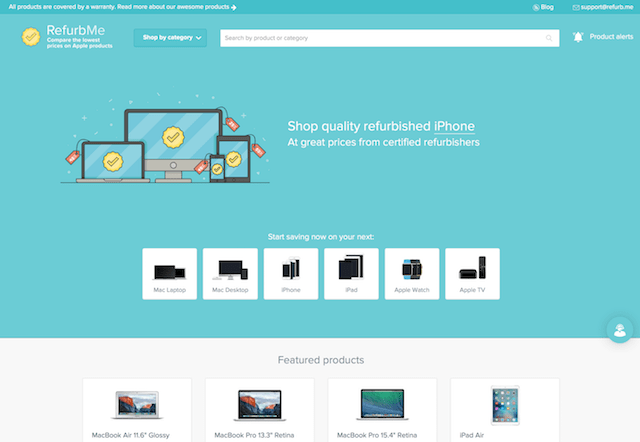 All products are covered by a warranty. Read more about our awesome products
Blog
support@refurb.me
RefurbMe
Compare the lowest
prices on Apple products
Shop by category
Search by product or category
Product alerts
Shop quality refurbished iPhone
At great prices from certified refurbishers
Start saving now on your next:
Mac Laptop
Mac Desktop
iPhone
iPad
Apple Watch
Apple TV
Featured products
MacBook Air 11.6" Glossy
MacBook Pro 13.3" Retina
MacBook Pro 15.4" Retina
iPad Air